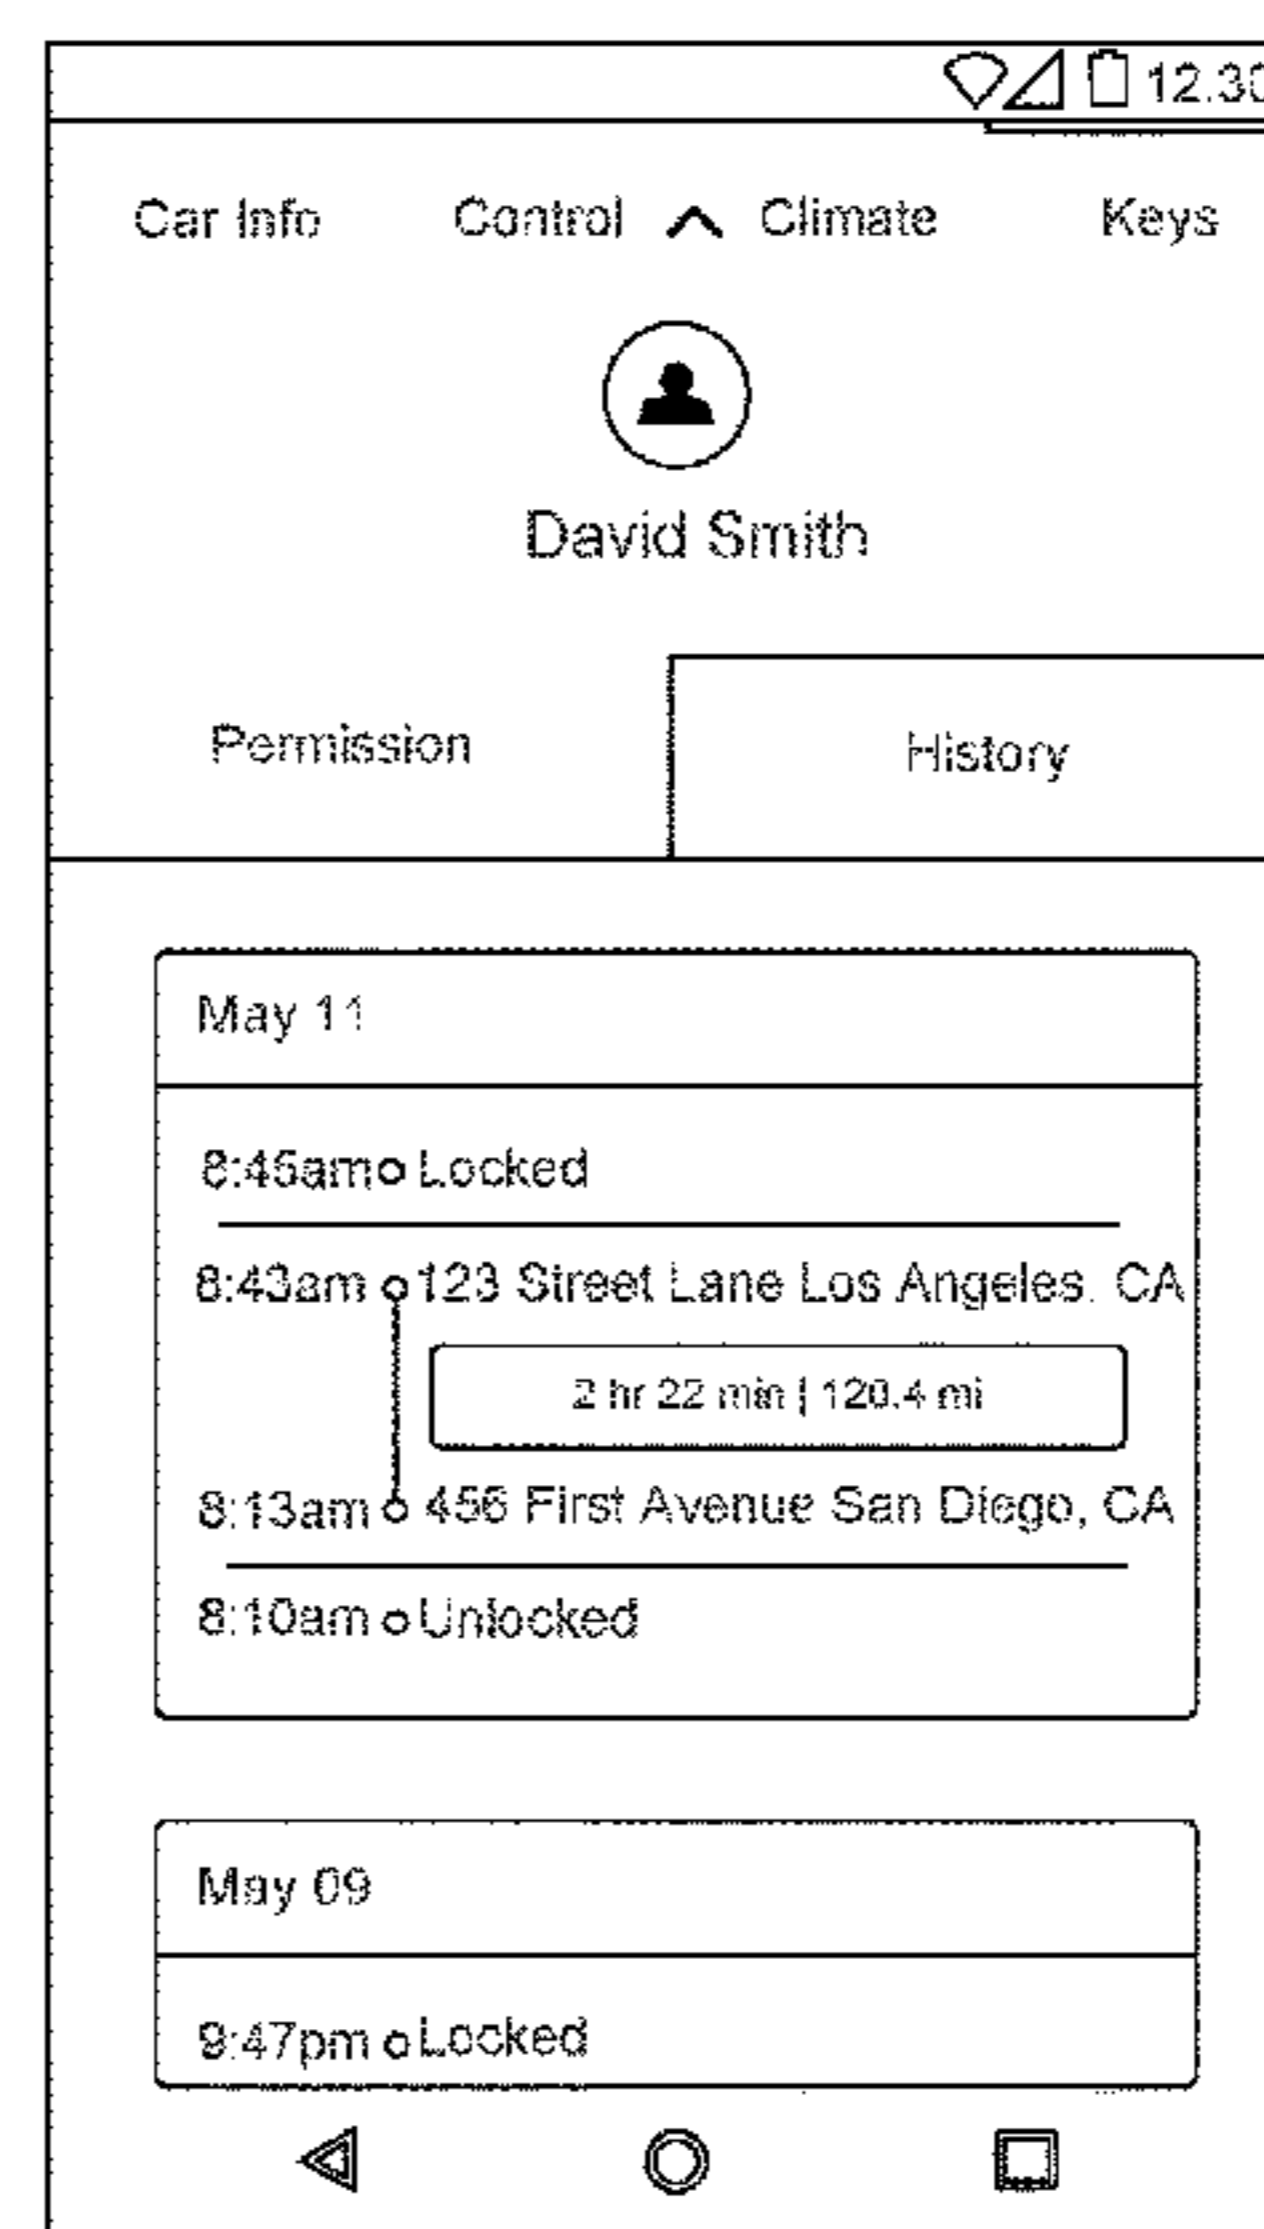 12.30
Car Info Control Climate Keys
David Smith
Permission History
May 11
8:45am Locked
8:43am 123 Street Lane Los Angeles, CA
2 hr 22 min | 120.4 mi
8:13am 456 First Avenue San Diego, CA
8:10am Unlocked
May 09
9:47pm Locked